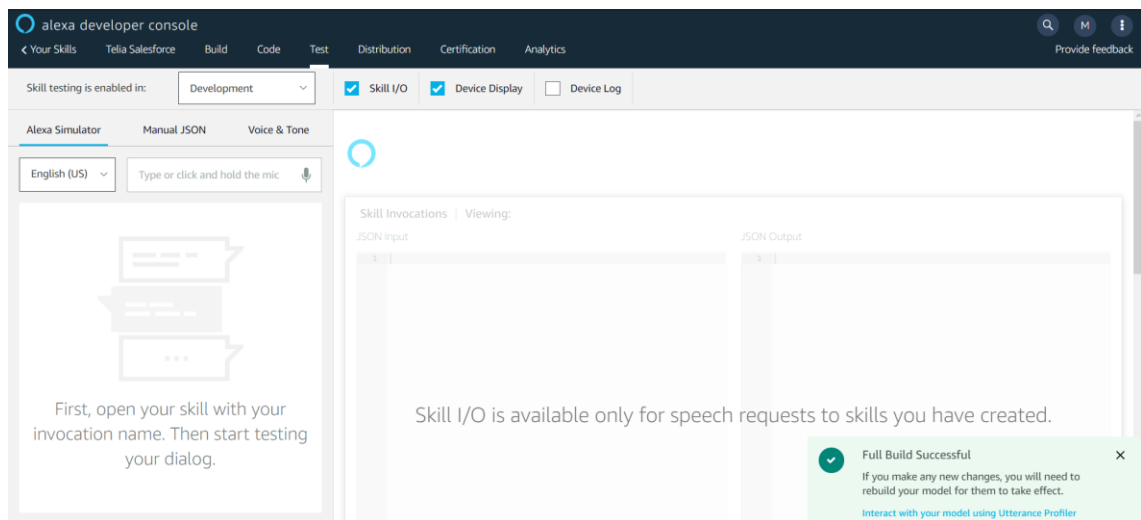 alexa developer console
M
Your Skills Telia Salesforce Build Code Test Distribution Certification Analytics Provide feedback
Skill testing is enabled in: Development Skill I/O Device Display Device Log
Alexa Simulator Manual JSON Voice & Tone
English (US) Type or click and hold the mic
First, open your skill with your
invocation name. Then start testing
your dialog.
Skill Invocations | Viewing:
JSON Input JSON Output
1 1
Skill I/O is available only for speech requests to skills you have created.
Full Build Successful
If you make any new changes, you will need to
rebuild your model for them to take effect.
Interact with your model using Utterance Profiler